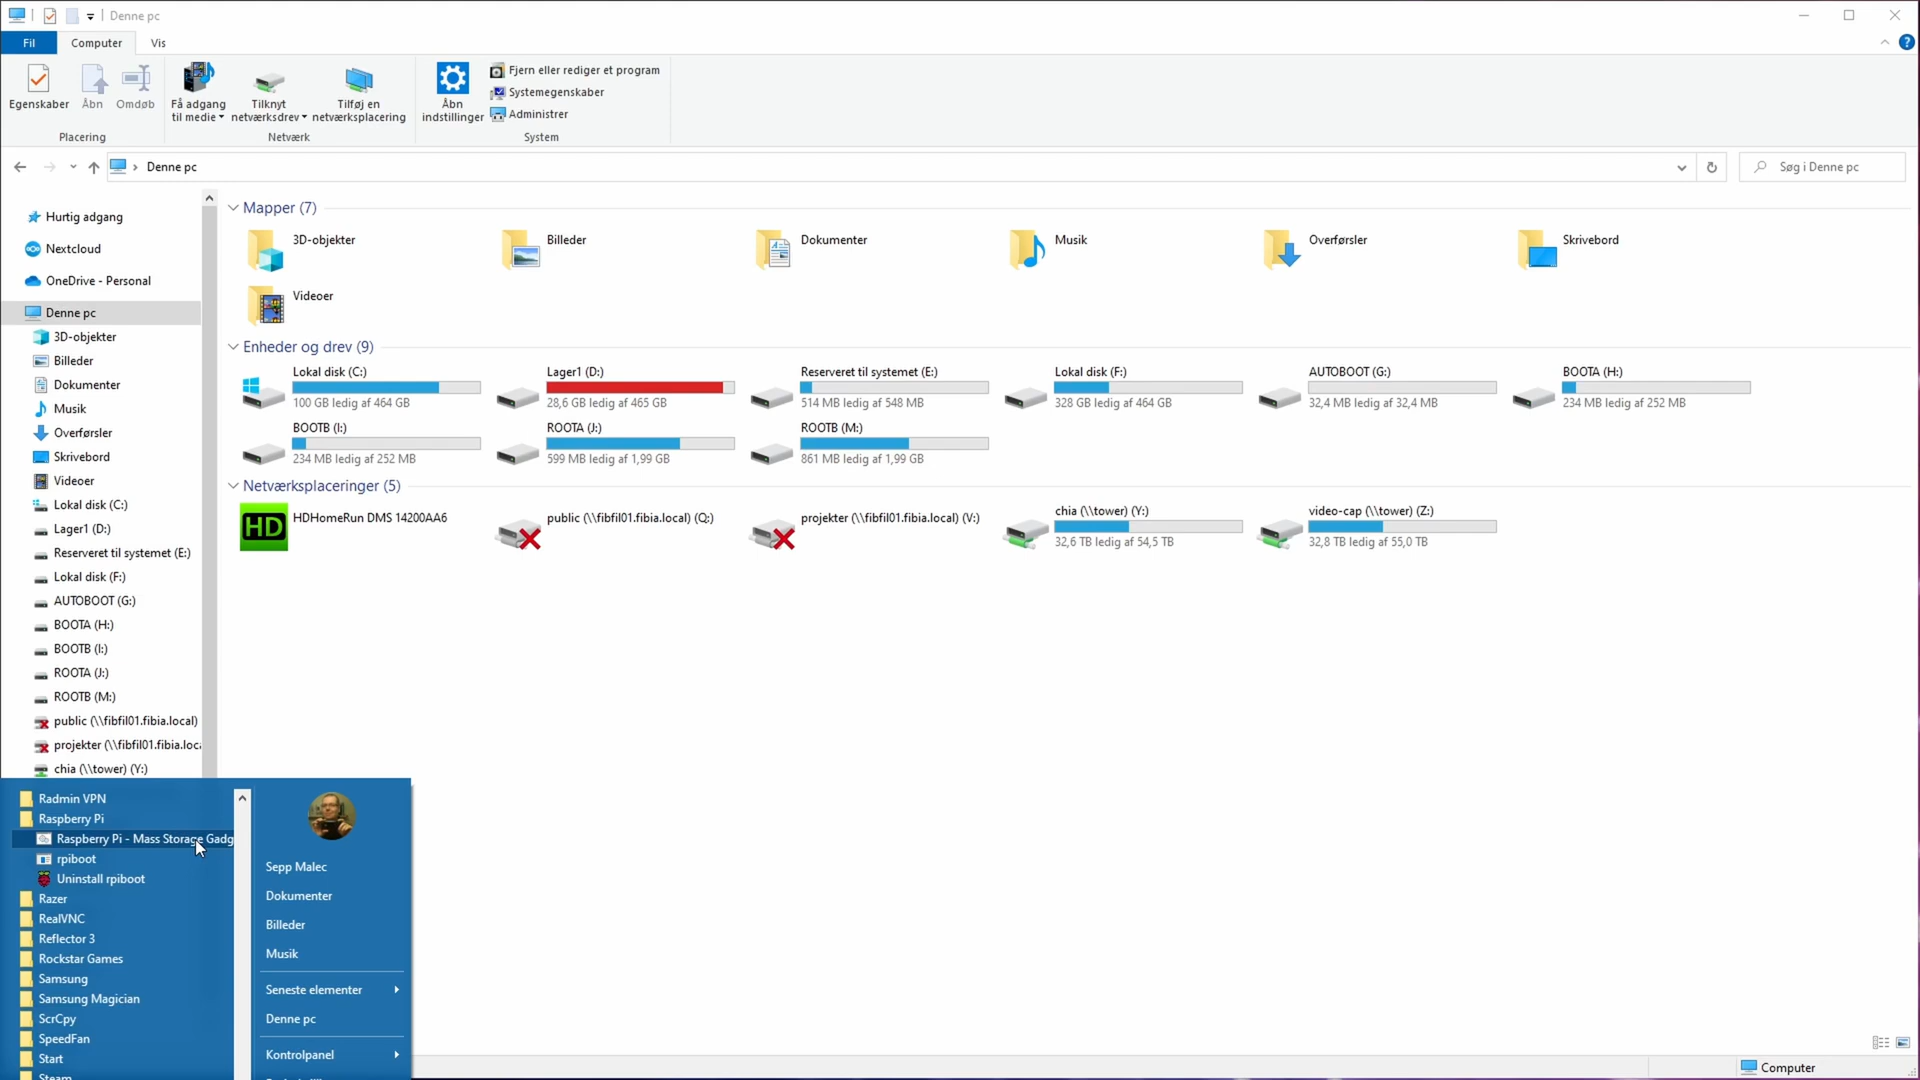 Denne pc
Fil
Computer
Vis
Egenskaber
Åbn
Omdøb
Få adgang
til medie
Tilknyt
netværksdrev
Tilføj en
netværksplacering
Åbn
indstillinger
Fjern eller rediger et program
Systemegenskaber
Administrer
Placering
Netværk
System
Denne pc
Søg i Denne pc
Hurtig adgang
Nextcloud
OneDrive - Personal
Denne pc
3D-objekter
Billeder
Dokumenter
Musik
Overførsler
Skrivebord
Videoer
Lokal disk (C:)
Lager1 (D:)
Reserveret til systemet (E:)
Lokal disk (F:)
AUTOBOOT (G:)
BOOTA (H:)
BOOTB (I:)
ROOTA (J:)
ROOTB (M:)
public (\\fibfil01.fibia.local)
projekter (\\fibfil01.fibia.loc
chia (\\tower) (Y:)
Mapper (7)
3D-objekter
Billeder
Dokumenter
Musik
Overførsler
Skrivebord
Videoer
Enheder og drev (9)
Lokal disk (C:)
100 GB ledig af 464 GB
Lager1 (D:)
28,6 GB ledig af 465 GB
Reserveret til systemet (E:)
514 MB ledig af 548 MB
Lokal disk (F:)
328 GB ledig af 464 GB
AUTOBOOT (G:)
32,4 MB ledig af 32,4 MB
BOOTA (H:)
234 MB ledig af 252 MB
BOOTB (I:)
234 MB ledig af 252 MB
ROOTA (J:)
599 MB ledig af 1,99 GB
ROOTB (M:)
861 MB ledig af 1,99 GB
Netværksplaceringer (5)
HD
HDHomeRun DMS 14200AA6
public (\\fibfil01.fibia.local) (Q:)
projekter (\\fibfil01.fibia.local) (V:)
chia (\\tower) (Y:)
32,6 TB ledig af 54,5 TB
video-cap (\\tower) (Z:)
32,8 TB ledig af 55,0 TB
Radmin VPN
Raspberry Pi
Raspberry Pi - Mass Storage Gadg
rpiboot
Uninstall rpiboot
Razer
RealVNC
Reflector 3
Rockstar Games
Samsung
Samsung Magician
ScrCpy
SpeedFan
Start
Steam
Sepp Malec
Dokumenter
Billeder
Musik
Seneste elementer
Denne pc
Kontrolpanel
Computer